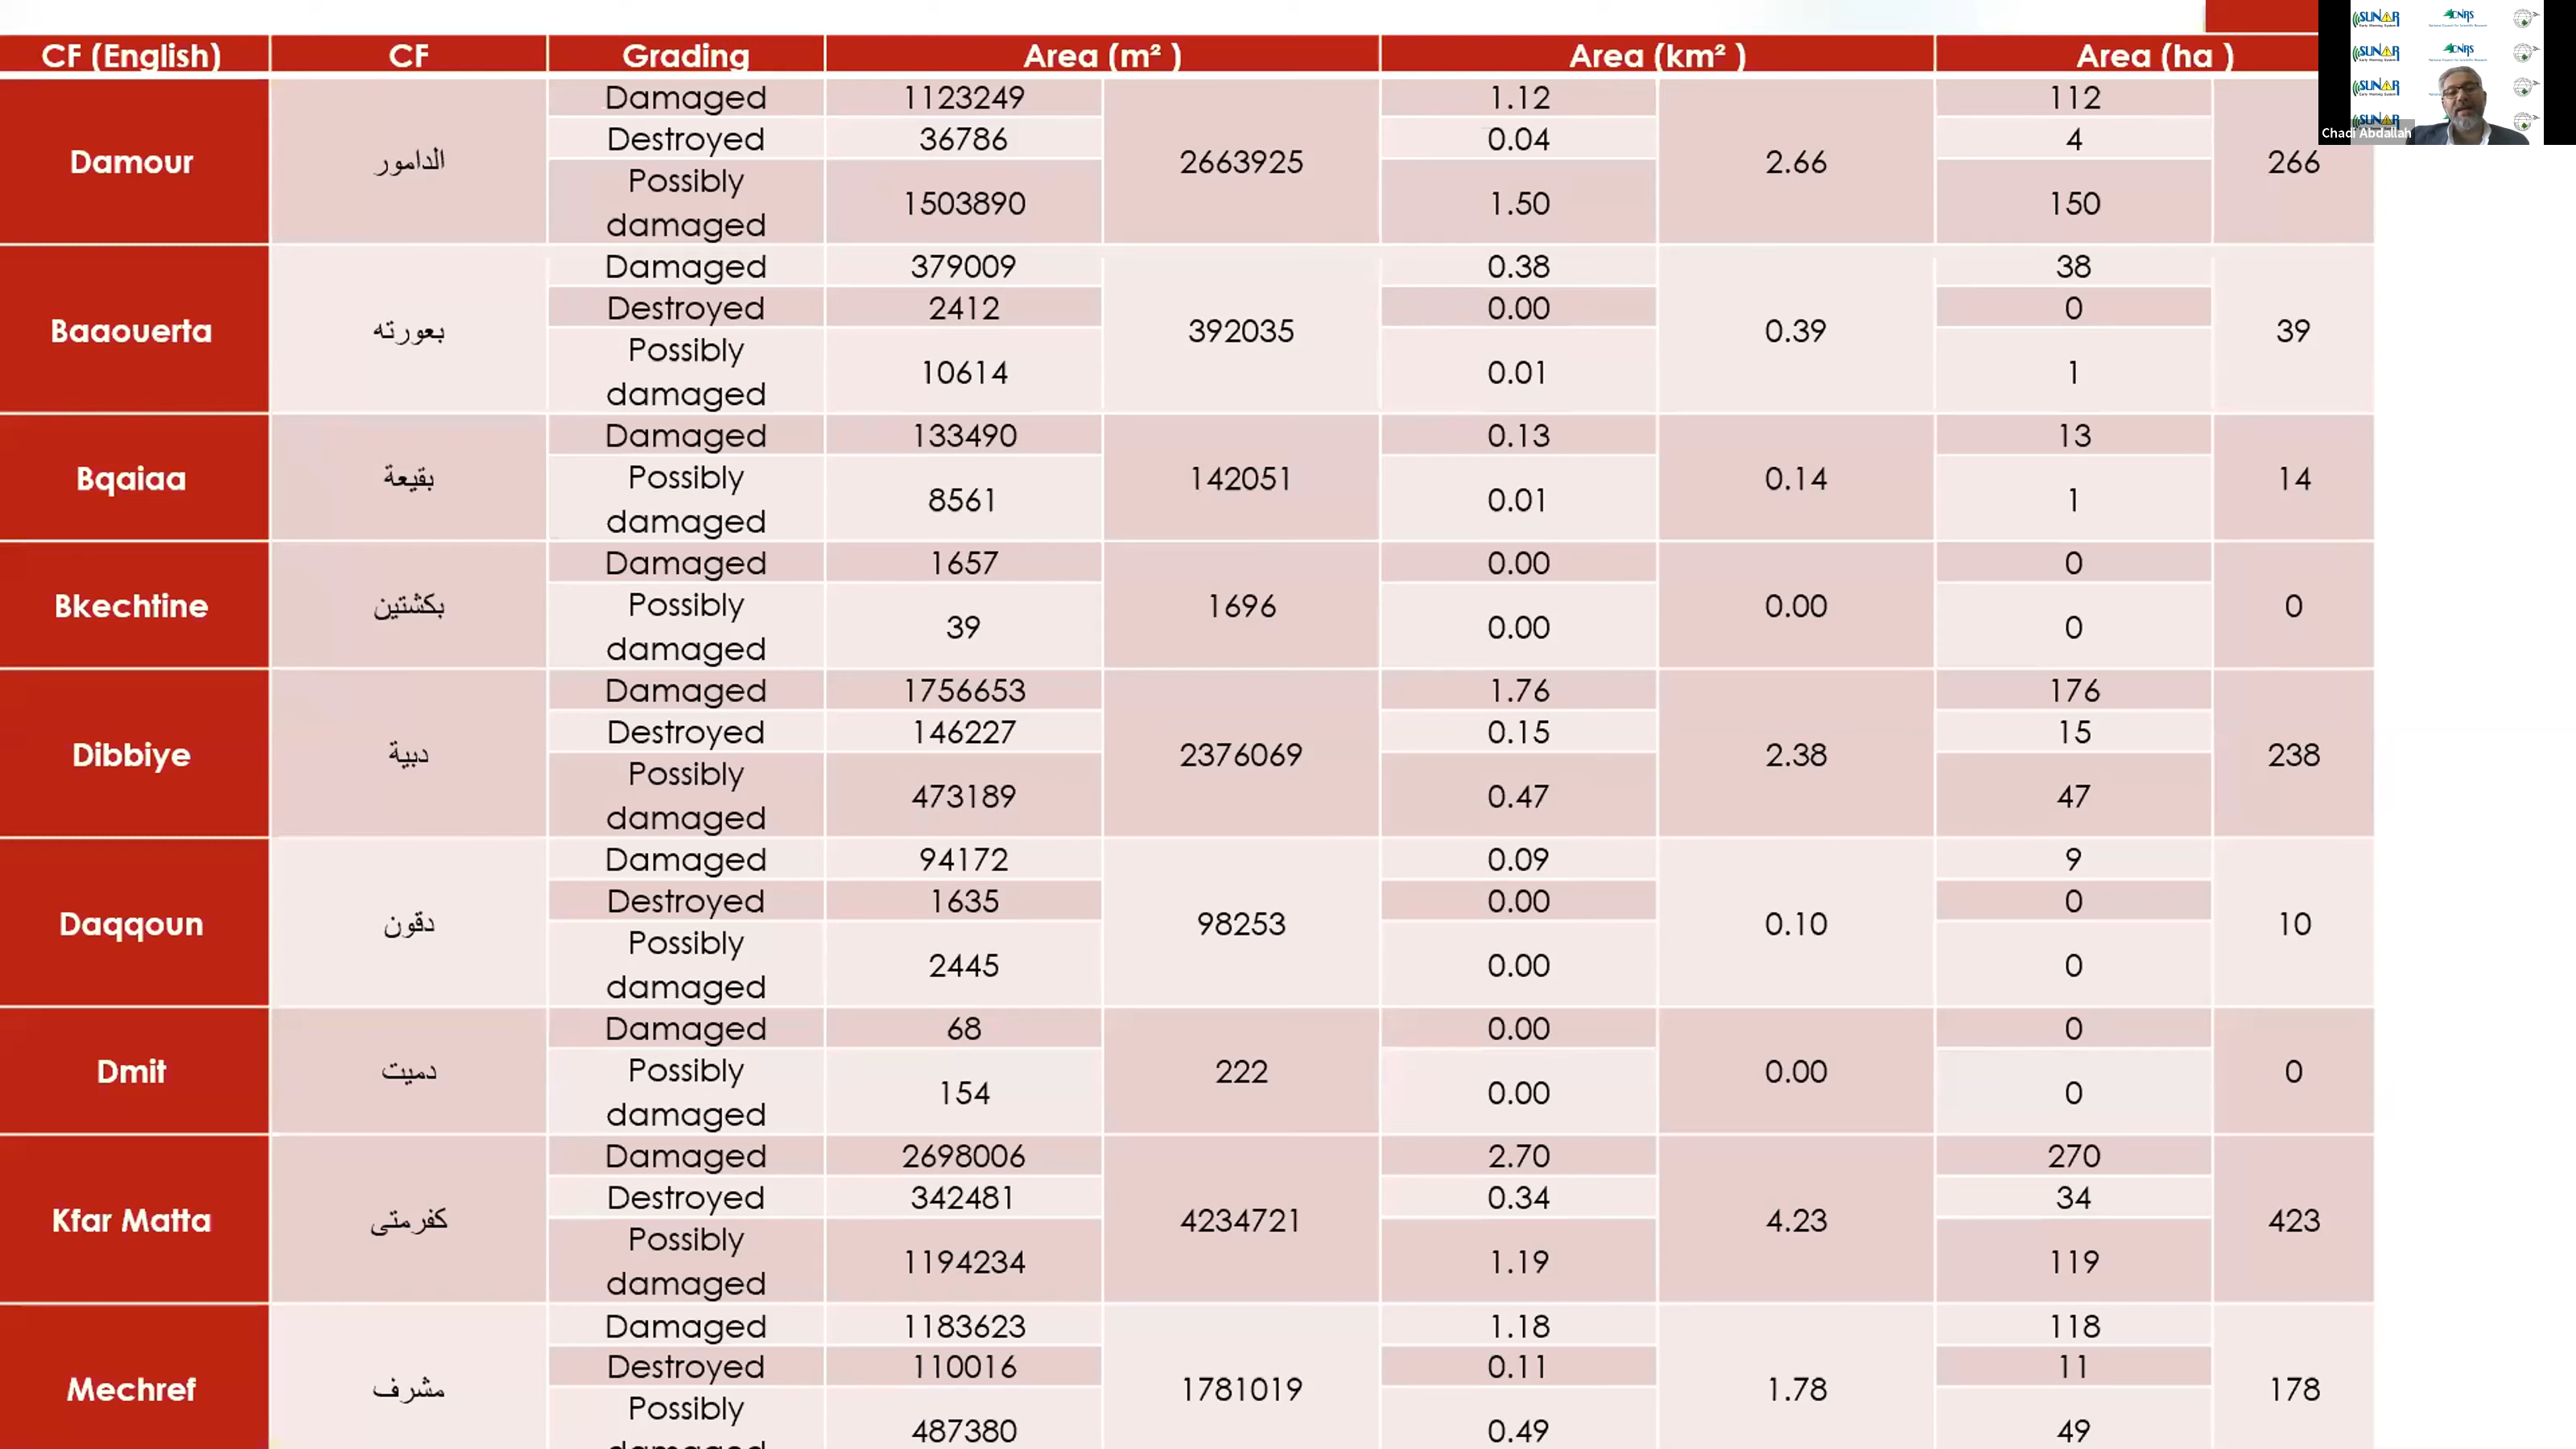 CF (English) CF Grading Area (m² ) Area (km² ) Area (ha )
Damour الدامور Damaged 1123249 2663925 1.12 2.66 112 266
Destroyed 36786 0.04 4
Possibly damaged 1503890 1.50 150
Baaouerta بعورته Damaged 379009 392035 0.38 0.39 38 39
Destroyed 2412 0.00 0
Possibly damaged 10614 0.01 1
Bqaiaa بقيعة Damaged 133490 142051 0.13 0.14 13 14
Possibly damaged 8561 0.01 1
Bkechtine بكشتين Damaged 1657 1696 0.00 0.00 0 0
Possibly damaged 39 0.00 0
Dibbiye دبية Damaged 1756653 2376069 1.76 2.38 176 238
Destroyed 146227 0.15 15
Possibly damaged 473189 0.47 47
Daqqoun دقون Damaged 94172 98253 0.09 0.10 9 10
Destroyed 1635 0.00 0
Possibly damaged 2445 0.00 0
Dmit دميت Damaged 68 222 0.00 0.00 0 0
Possibly damaged 154 0.00 0
Kfar Matta كفرمتى Damaged 2698006 4234721 2.70 4.23 270 423
Destroyed 342481 0.34 34
Possibly damaged 1194234 1.19 119
Mechref مشرف Damaged 1183623 1781019 1.18 1.78 118 178
Destroyed 110016 0.11 11
Possibly 487380 0.49 49
SUNAR CNRS
SUNAR CNRS
SUNAR
SUNAR
Chadi Abdallah